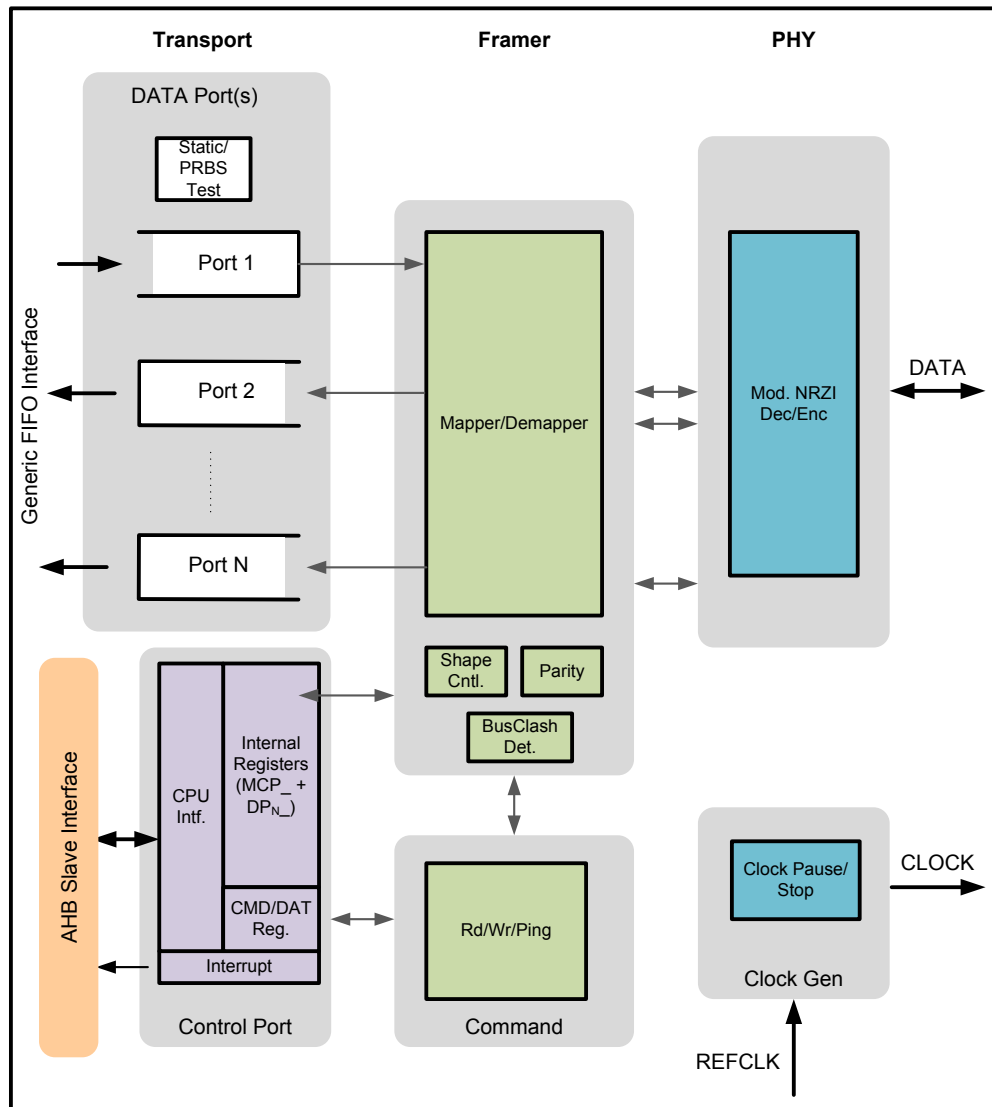 Transport
Framer
PHY
DATA Port(s)
Static/
PRBS
Test
Port 1
Port 2
Port N
Generic FIFO Interface
Mapper/Demapper
Mod. NRZI
Dec/Enc
DATA
Shape
Cntl.
Parity
BusClash
Det.
AHB Slave Interface
CPU
Intf.
Internal
Registers
(MCP_ +
DPN_)
CMD/DAT
Reg.
Interrupt
Control Port
Rd/Wr/Ping
Command
Clock Pause/
Stop
CLOCK
Clock Gen
REFCLK